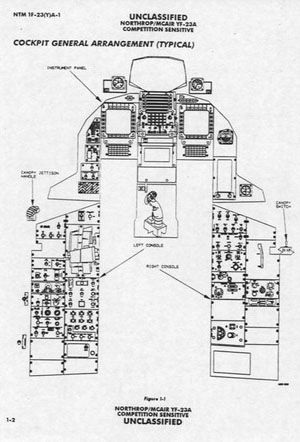 NTM 1F-23(Y)A-1
UNCLASSIFIED
NORTHROP/MCAIR YF-23A
COMPETITION SENSITIVE
COCKPIT GENERAL ARRANGEMENT (TYPICAL)
INSTRUMENT PANEL
CANOPY JETTISON
HANDLE
CANOPY
SWITCH
LEFT CONSOLE
RIGHT CONSOLE
Figure 1-1
1-2
NORTHROP/MCAIR YF-23A
COMPETITION SENSITIVE
UNCLASSIFIED